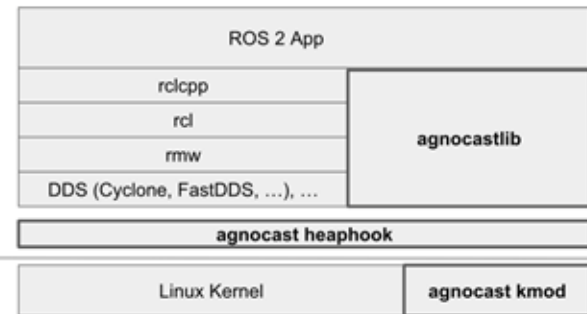 ROS 2 App
rclcpp
rcl
rmw
DDS (Cyclone, FastDDS, …), …
agnocastlib
agnocast heaphook
Linux Kernel
agnocast kmod